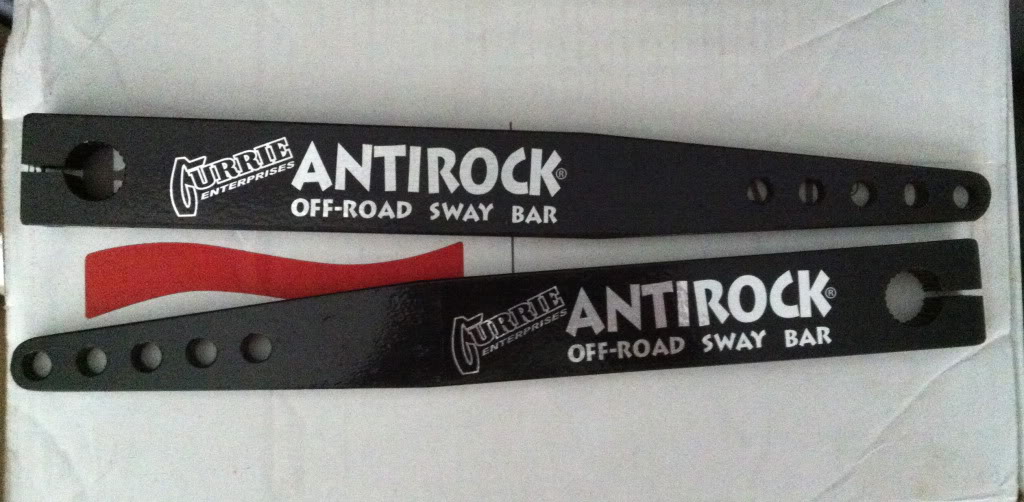 CURRIE
ENTERPRISES
ANTIROCK®
OFF-ROAD SWAY BAR
CURRIE
ENTERPRISES
ANTIROCK®
OFF-ROAD SWAY BAR